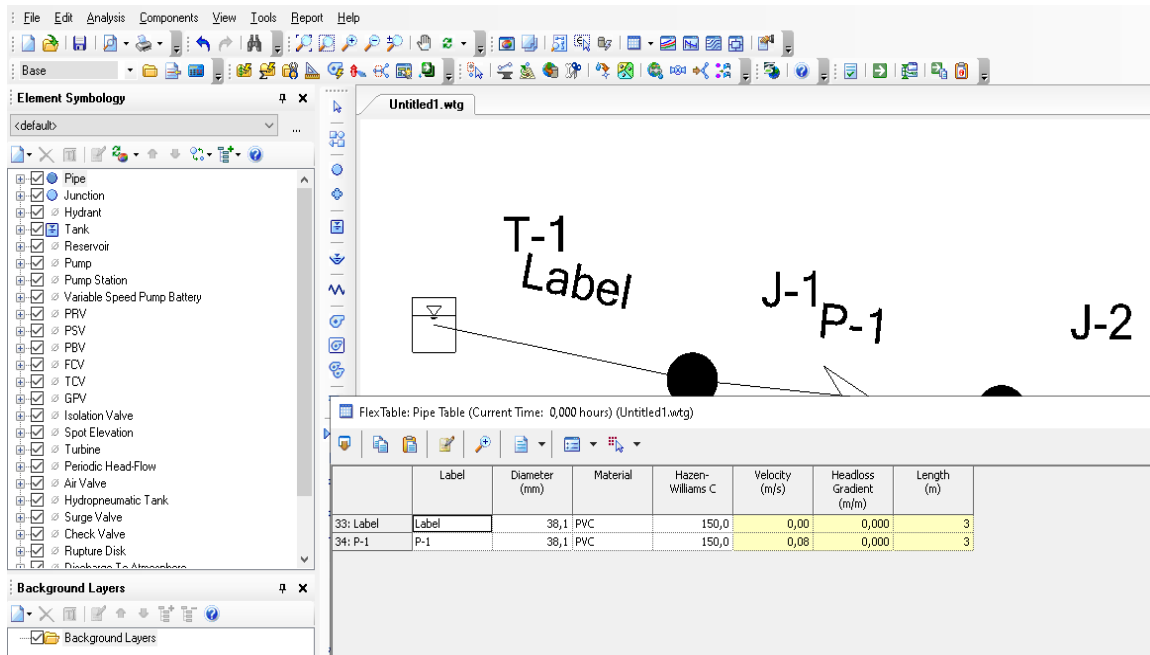 File Edit Analysis Components View Tools Report Help
Base
Element Symbology
<default>
...
Pipe
Junction
Hydrant
Tank
Reservoir
Pump
Pump Station
Variable Speed Pump Battery
PRV
PSV
PBV
FCV
TCV
GPV
Isolation Valve
Spot Elevation
Turbine
Periodic Head-Flow
Air Valve
Hydropneumatic Tank
Surge Valve
Check Valve
Rupture Disk
Discharge To Atmosphere
Background Layers
Background Layers
Untitled1.wtg
T-1
Label
J-1
P-1
J-2
FlexTable: Pipe Table (Current Time: 0,000 hours) (Untitled1.wtg)
Label Diameter (mm) Material Hazen-Williams C Velocity (m/s) Headloss Gradient (m/m) Length (m)
33: Label Label 38,1 PVC 150,0 0,00 0,000 3
34: P-1 P-1 38,1 PVC 150,0 0,08 0,000 3